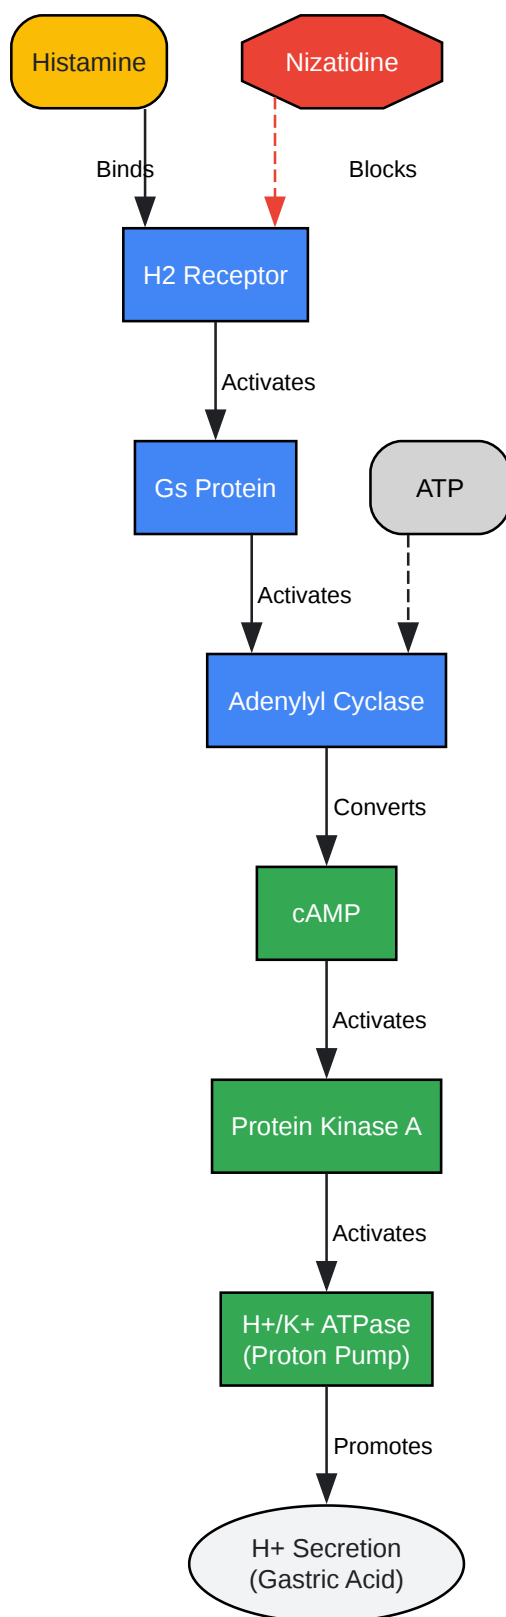 Histamine
Nizatidine
Binds
Blocks
H2 Receptor
Activates
Gs Protein
ATP
Activates
Adenylyl Cyclase
Converts
cAMP
Activates
Protein Kinase A
Activates
H+/K+ ATPase
(Proton Pump)
Promotes
H+ Secretion
(Gastric Acid)